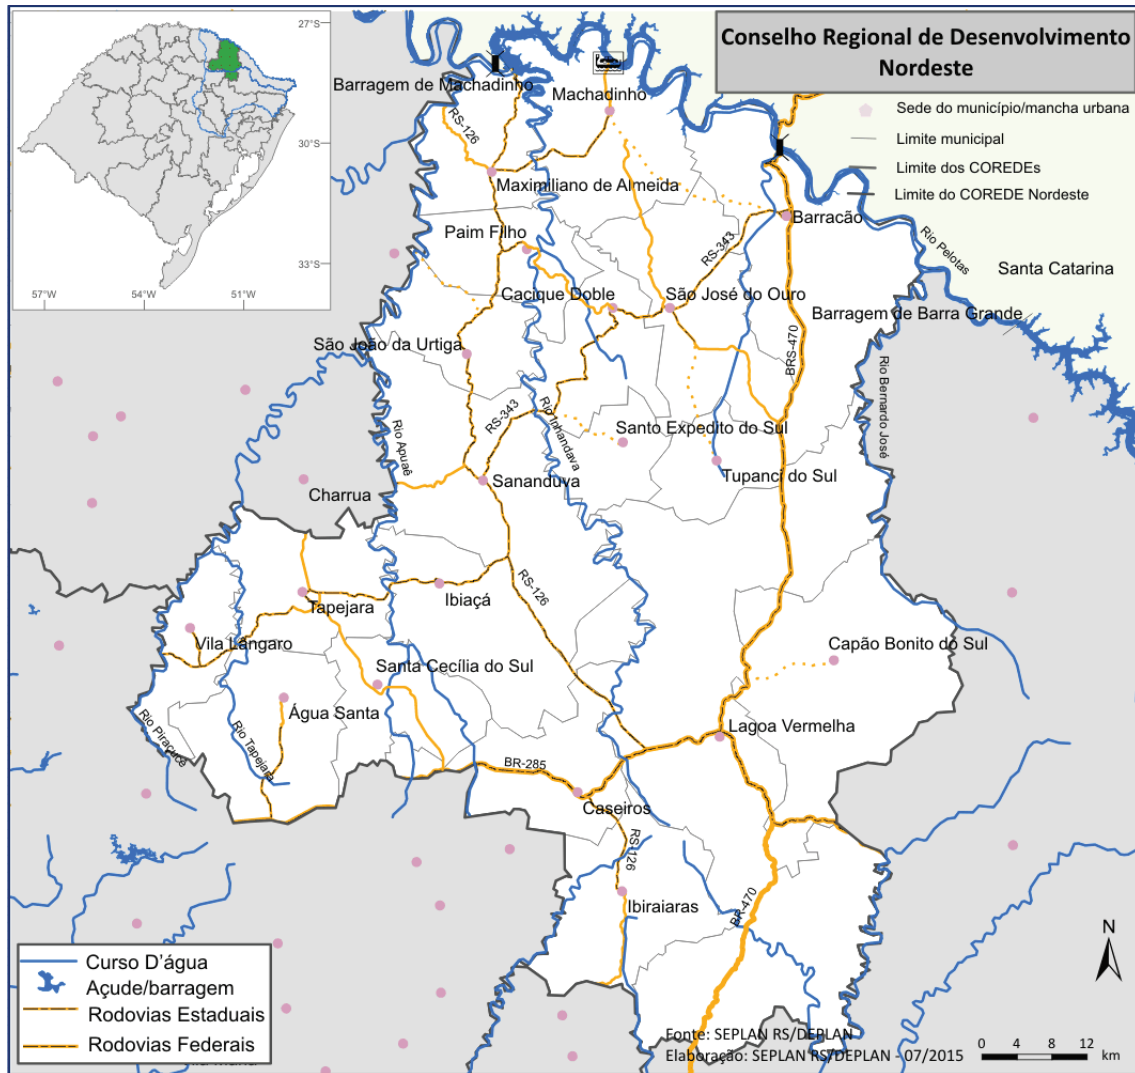 Conselho Regional de Desenvolvimento
Nordeste
Sede do município/mancha urbana
Limite municipal
Limite dos COREDEs
Limite do COREDE Nordeste
27°S
30°S
33°S
57°W
54°W
51°W
Barragem de Machadinho
Machadinho
RS-126
Maximiliano de Almeida
Barracão
Rio Pelotas
Paim Filho
RS-343
Santa Catarina
Cacique Doble
São José do Ouro
Barragem de Barra Grande
São João da Urtiga
BRS-470
Rio Bernardo José
RS-343
Rio Inhandava
Santo Expedito do Sul
Rio Apuaê
Sananduva
Tupanci do Sul
Charrua
RS-126
Ibiaçá
Tapejara
Vila Lângaro
Santa Cecília do Sul
Capão Bonito do Sul
Água Santa
Rio Piraçucê
Rio Tapejara
Lagoa Vermelha
BR-285
Caseiros
RS-126
Ibiraiaras
BR-470
N
Curso D'água
Açude/barragem
Rodovias Estaduais
Rodovias Federais
Fonte: SEPLAN RS/DEPLAN
Elaboração: SEPLAN RS/DEPLAN - 07/2015
0 4 8 12 km